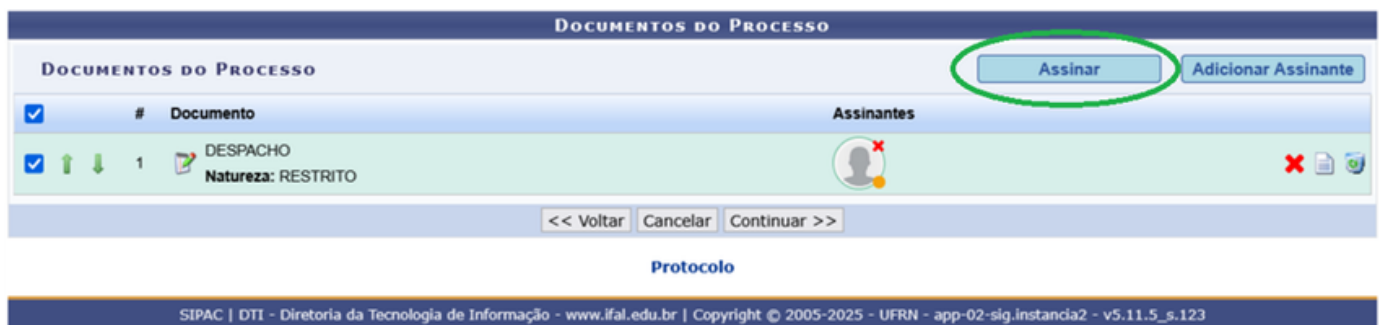 DOCUMENTOS DO PROCESSO
DOCUMENTOS DO PROCESSO Assinar Adicionar Assinante
# Documento Assinantes
1 DESPACHO
Natureza: RESTRITO
<< Voltar Cancelar Continuar >>
Protocolo
SIPAC | DTI - Diretoria da Tecnologia de Informação - www.ifal.edu.br | Copyright © 2005-2025 - UFRN - app-02-sig.instancia2 - v5.11.5_s.123